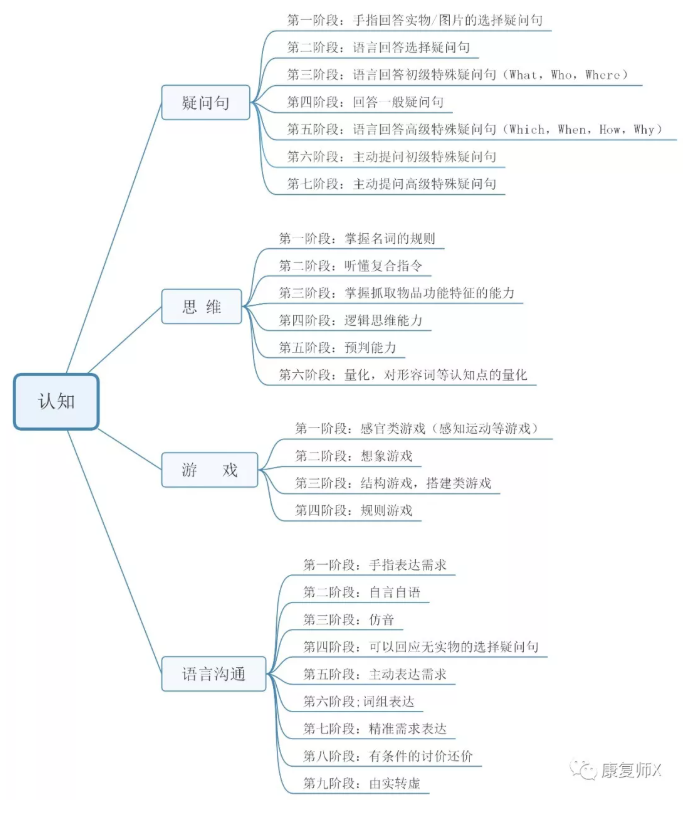 认知
疑问句
第一阶段：手指回答实物/图片的选择疑问句
第二阶段：语言回答选择疑问句
第三阶段：语言回答初级特殊疑问句（What，Who，Where）
第四阶段：回答一般疑问句
第五阶段：语言回答高级特殊疑问句（Which，When，How，Why）
第六阶段：主动提问初级特殊疑问句
第七阶段：主动提问高级特殊疑问句
思 维
第一阶段：掌握名词的规则
第二阶段：听懂复合指令
第三阶段：掌握抓取物品功能特征的能力
第四阶段：逻辑思维能力
第五阶段：预判能力
第六阶段：量化，对形容词等认知点的量化
游 戏
第一阶段：感官类游戏（感知运动等游戏）
第二阶段：想象游戏
第三阶段：结构游戏，搭建类游戏
第四阶段：规则游戏
语言沟通
第一阶段：手指表达需求
第二阶段：自言自语
第三阶段：仿音
第四阶段：可以回应无实物的选择疑问句
第五阶段：主动表达需求
第六阶段;词组表达
第七阶段：精准需求表达
第八阶段：有条件的讨价还价
第九阶段：由实转虚
康复师X